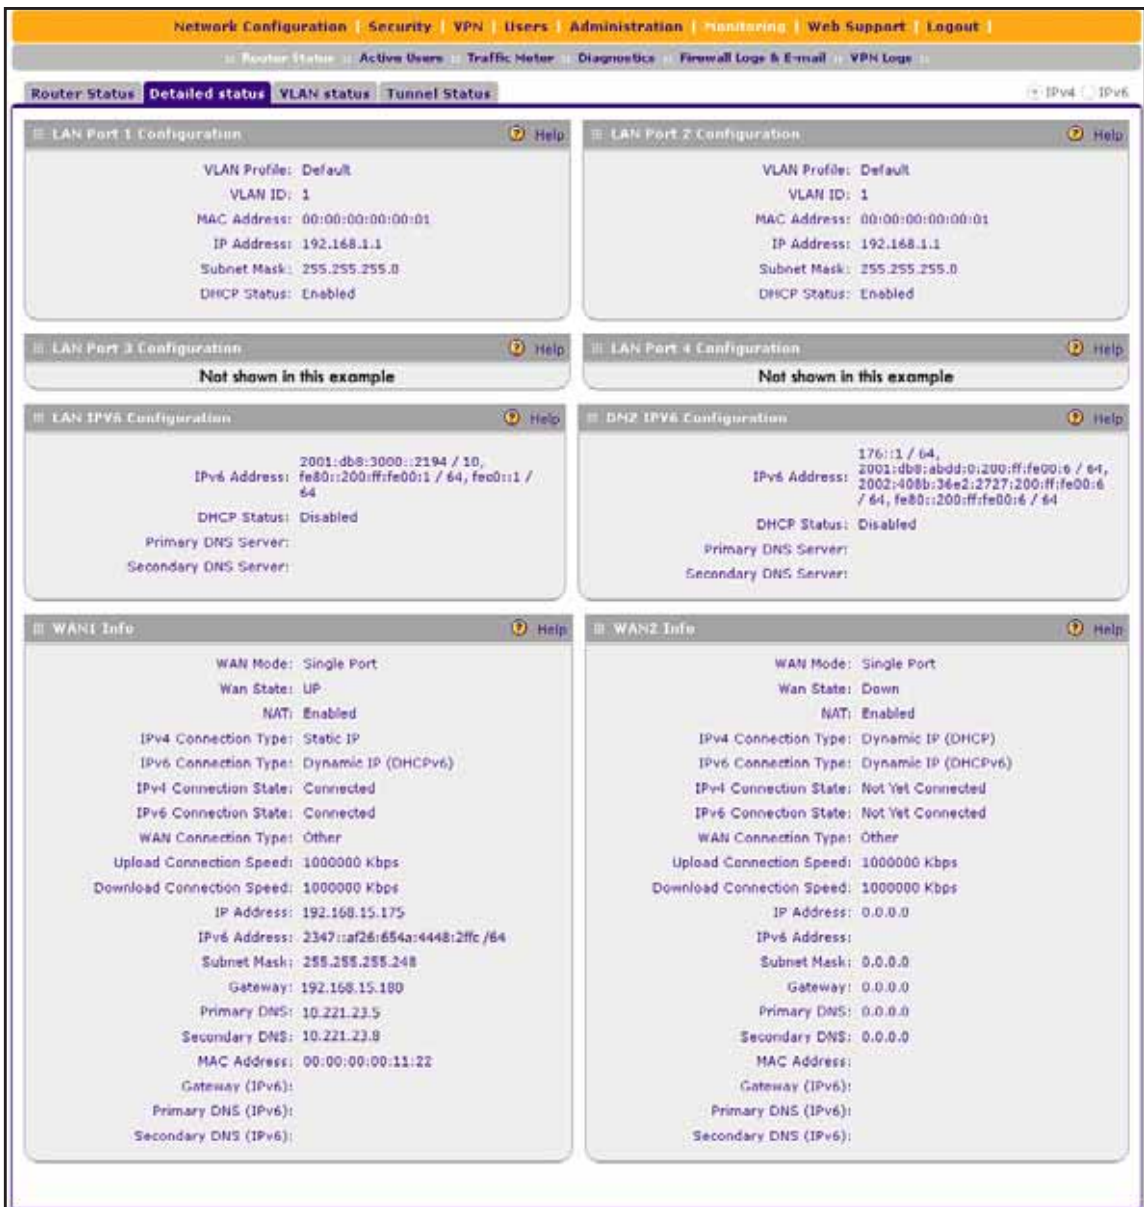 Network Configuration | Security | VPN | Users | Administration | Monitoring | Web Support | Logout |
:: Router Status :: Active Users :: Traffic Meter :: Diagnostics :: Firewall Logs & E-mail :: VPN Logs ::
Router Status Detailed status VLAN status Tunnel Status IPv4 IPv6
LAN Port 1 Configuration Help
VLAN Profile: Default
VLAN ID: 1
MAC Address: 00:00:00:00:00:01
IP Address: 192.168.1.1
Subnet Mask: 255.255.255.0
DHCP Status: Enabled
LAN Port 2 Configuration Help
VLAN Profile: Default
VLAN ID: 1
MAC Address: 00:00:00:00:00:01
IP Address: 192.168.1.1
Subnet Mask: 255.255.255.0
DHCP Status: Enabled
LAN Port 3 Configuration Help
Not shown in this example
LAN Port 4 Configuration Help
Not shown in this example
LAN IPV6 Configuration Help
IPv6 Address: 2001:db8:3000::2194 / 10,
fe80::200:ff:fe00:1 / 64, fec0::1 /
64
DHCP Status: Disabled
Primary DNS Server:
Secondary DNS Server:
DMZ IPV6 Configuration Help
IPv6 Address: 176::1 / 64,
2001:db8:abdd:0:200:ff:fe00:6 / 64,
2002:408b:36e2:2727:200:ff:fe00:6
/ 64, fe80::200:ff:fe00:6 / 64
DHCP Status: Disabled
Primary DNS Server:
Secondary DNS Server:
WAN1 Info Help
WAN Mode: Single Port
Wan State: UP
NAT: Enabled
IPv4 Connection Type: Static IP
IPv6 Connection Type: Dynamic IP (DHCPv6)
IPv4 Connection State: Connected
IPv6 Connection State: Connected
WAN Connection Type: Other
Upload Connection Speed: 1000000 Kbps
Download Connection Speed: 1000000 Kbps
IP Address: 192.168.15.175
IPv6 Address: 2347::af26:654a:4448:2ffc /64
Subnet Mask: 255.255.255.248
Gateway: 192.168.15.180
Primary DNS: 10.221.23.5
Secondary DNS: 10.221.23.8
MAC Address: 00:00:00:00:11:22
Gateway (IPv6):
Primary DNS (IPv6):
Secondary DNS (IPv6):
WAN2 Info Help
WAN Mode: Single Port
Wan State: Down
NAT: Enabled
IPv4 Connection Type: Dynamic IP (DHCP)
IPv6 Connection Type: Dynamic IP (DHCPv6)
IPv4 Connection State: Not Yet Connected
IPv6 Connection State: Not Yet Connected
WAN Connection Type: Other
Upload Connection Speed: 1000000 Kbps
Download Connection Speed: 1000000 Kbps
IP Address: 0.0.0.0
IPv6 Address:
Subnet Mask: 0.0.0.0
Gateway: 0.0.0.0
Primary DNS: 0.0.0.0
Secondary DNS: 0.0.0.0
MAC Address:
Gateway (IPv6):
Primary DNS (IPv6):
Secondary DNS (IPv6):